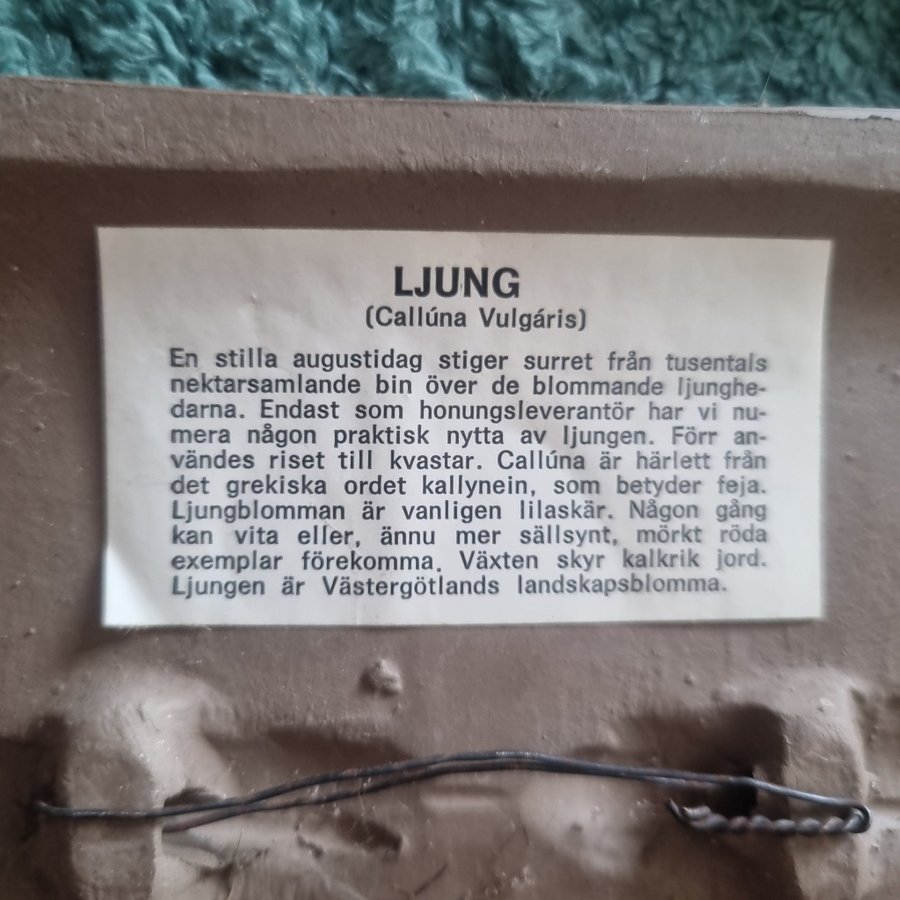 LJUNG
(Callúna Vulgáris)
En stilla augustidag stiger surret från tusentals
nektarsamlande bin över de blommande ljunghe-
darna. Endast som honungsleverantör har vi nu-
mera någon praktisk nytta av ljungen. Förr an-
vändes riset till kvastar. Callúna är härlett från
det grekiska ordet kallynein, som betyder feja.
Ljungblomman är vanligen lilaskär. Någon gång
kan vita eller, ännu mer sällsynt, mörkt röda
exemplar förekomma. Växten skyr kalkrik jord.
Ljungen är Västergötlands landskapsblomma.